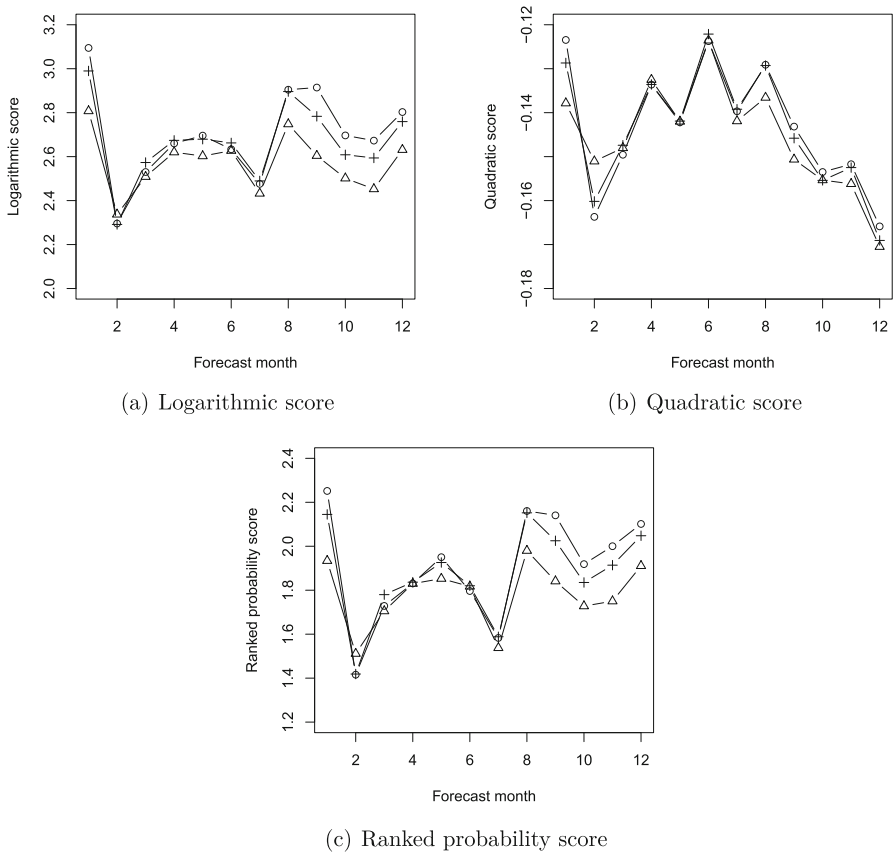 3.2
3.0
2.8
2.6
2.4
2.2
2.0
Logarithmic score
2 4 6 8 10 12
Forecast month
(a) Logarithmic score
−0.12
−0.14
−0.16
−0.18
Quadratic score
2 4 6 8 10 12
Forecast month
(b) Quadratic score
2.4
2.2
2.0
1.8
1.6
1.4
1.2
Ranked probability score
2 4 6 8 10 12
Forecast month
(c) Ranked probability score